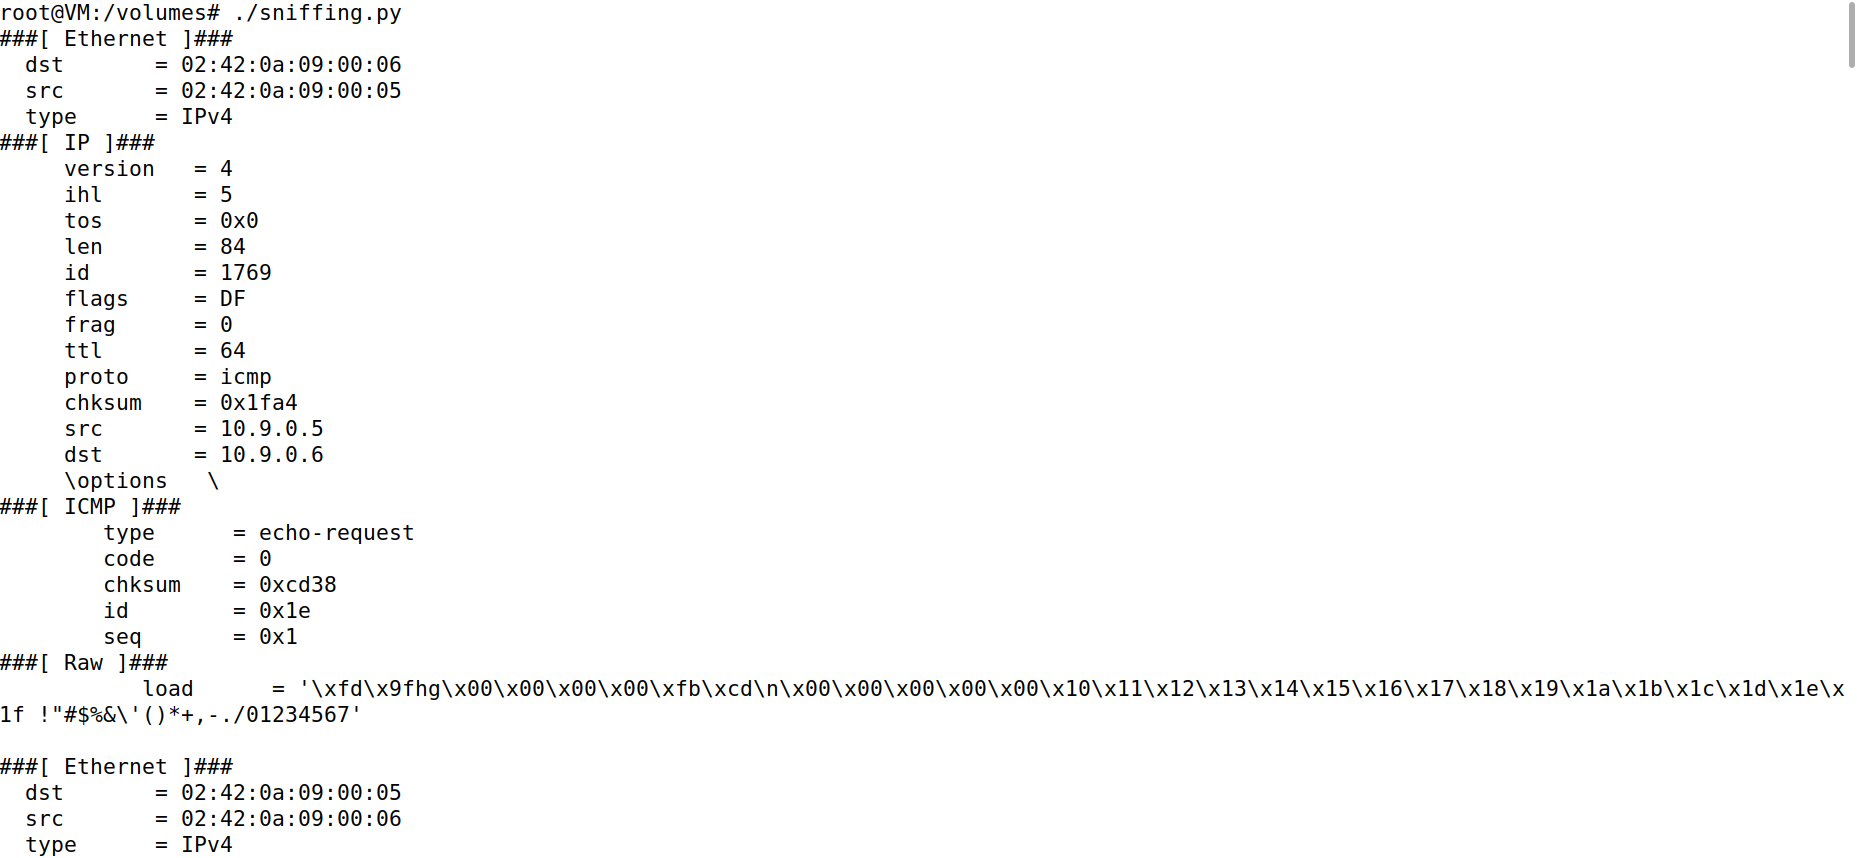 root@VM:/volumes# ./sniffing.py
###[ Ethernet ]###
  dst       = 02:42:0a:09:00:06
  src       = 02:42:0a:09:00:05
  type      = IPv4
###[ IP ]###
     version   = 4
     ihl       = 5
     tos       = 0x0
     len       = 84
     id        = 1769
     flags     = DF
     frag      = 0
     ttl       = 64
     proto     = icmp
     chksum    = 0x1fa4
     src       = 10.9.0.5
     dst       = 10.9.0.6
     \options   \
###[ ICMP ]###
        type      = echo-request
        code      = 0
        chksum    = 0xcd38
        id        = 0x1e
        seq       = 0x1
###[ Raw ]###
           load      = '\xfd\x9fhg\x00\x00\x00\x00\xfb\xcd\n\x00\x00\x00\x00\x00\x10\x11\x12\x13\x14\x15\x16\x17\x18\x19\x1a\x1b\x1c\x1d\x1e\x
1f !"#$%&\'()*+,-./01234567'

###[ Ethernet ]###
  dst       = 02:42:0a:09:00:05
  src       = 02:42:0a:09:00:06
  type      = IPv4